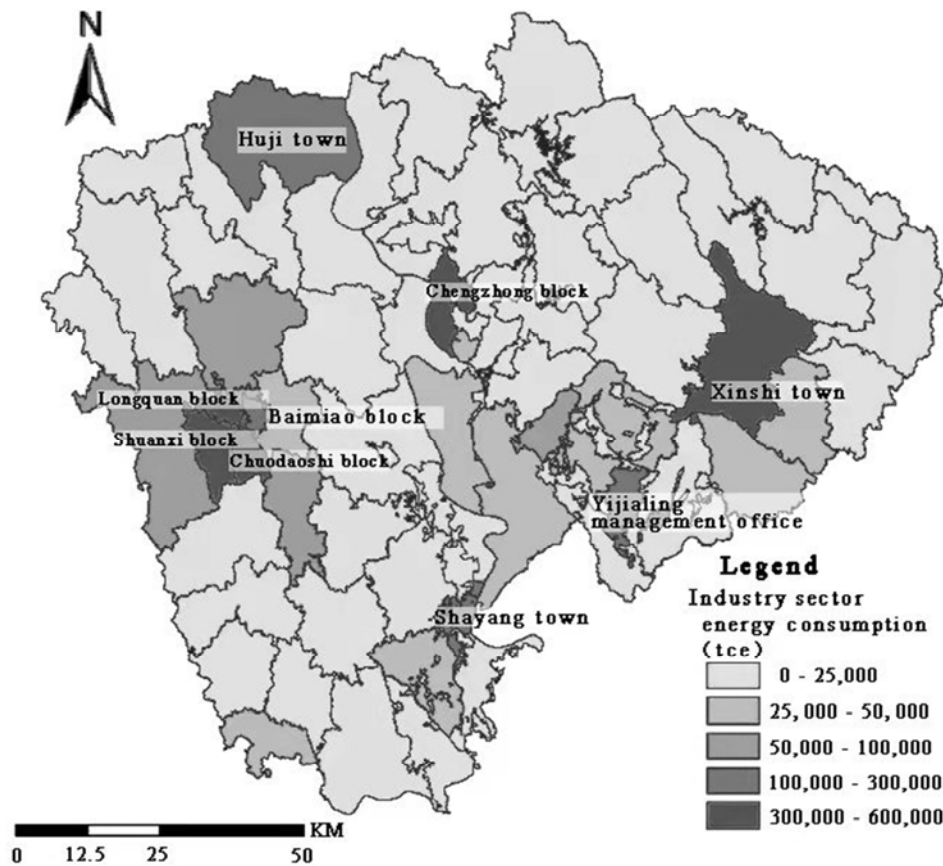 N
Huji town
Chengzhong block
Xinshi town
Longquan block
Baimiao block
Shuanxi block
Chuodaoshi block
Yijialing
management office
Shayang town
Legend
Industry sector
energy consumption
(tce)
0 - 25,000
25,000 - 50,000
50,000 - 100,000
100,000 - 300,000
300,000 - 600,000
KM
0 12.5 25 50